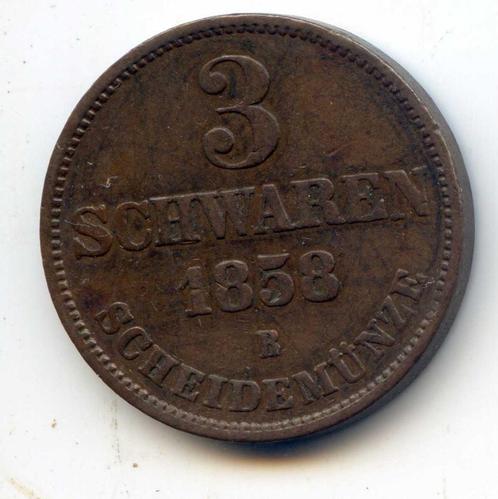 3
SCHWAREN
1858
B
SCHEIDEMÜNZE